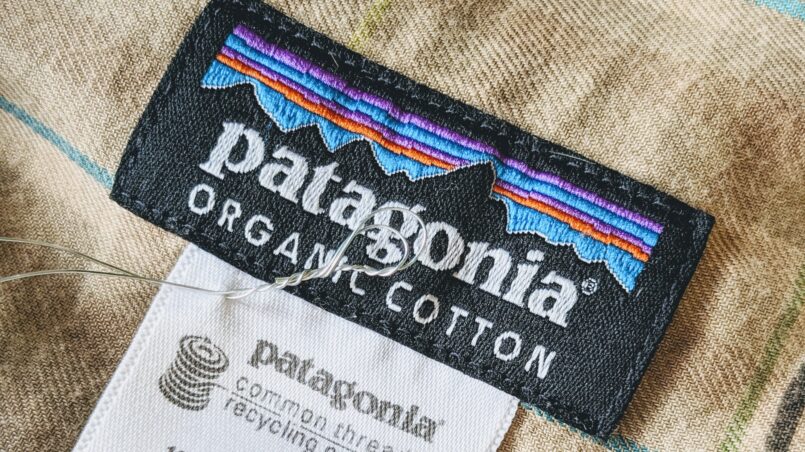 patagonia®
ORGANIC COTTON
patagonia®
common threads
recycling